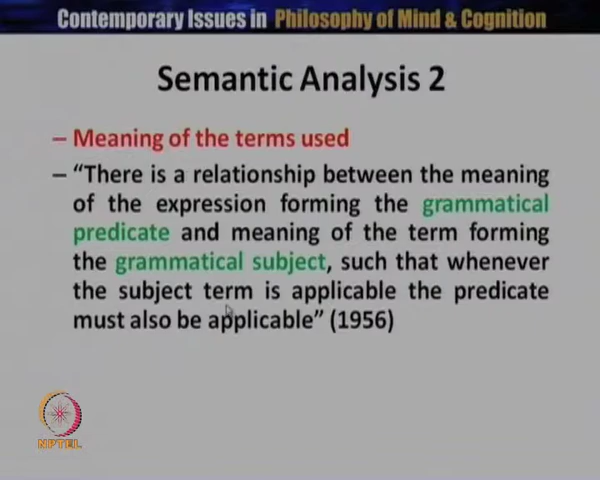 Contemporary Issues in Philosophy of Mind & Cognition
Semantic Analysis 2
– Meaning of the terms used
– “There is a relationship between the meaning
of the expression forming the grammatical
predicate and meaning of the term forming
the grammatical subject, such that whenever
the subject term is applicable the predicate
must also be applicable” (1956)
NPTEL